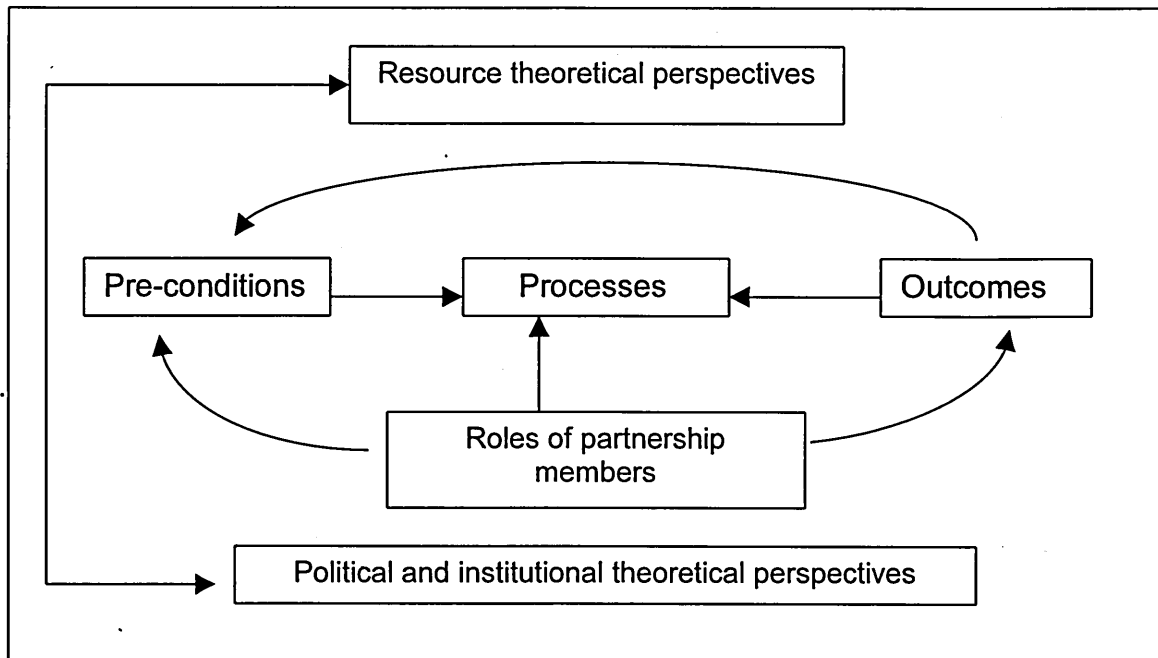 Resource theoretical perspectives
Pre-conditions
Processes
Outcomes
Roles of partnership
members
Political and institutional theoretical perspectives